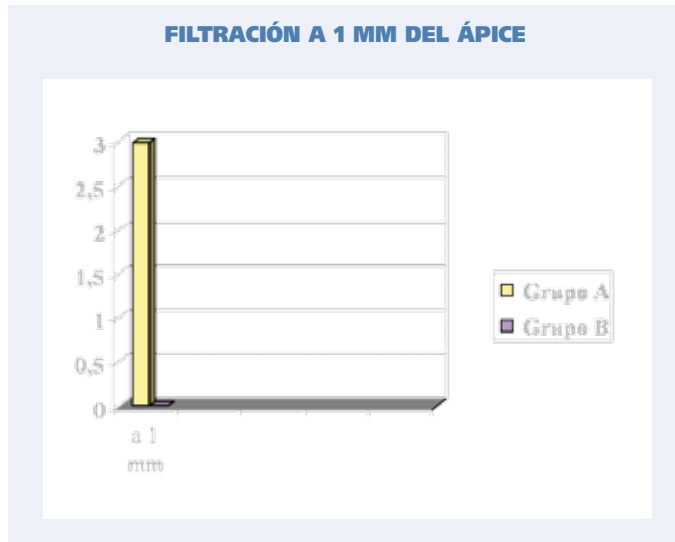 FILTRACIÓN A 1 MM DEL ÁPICE
3
2,5
2
1,5
1
0,5
0
a 1
mm
Grupo A
Grupo B